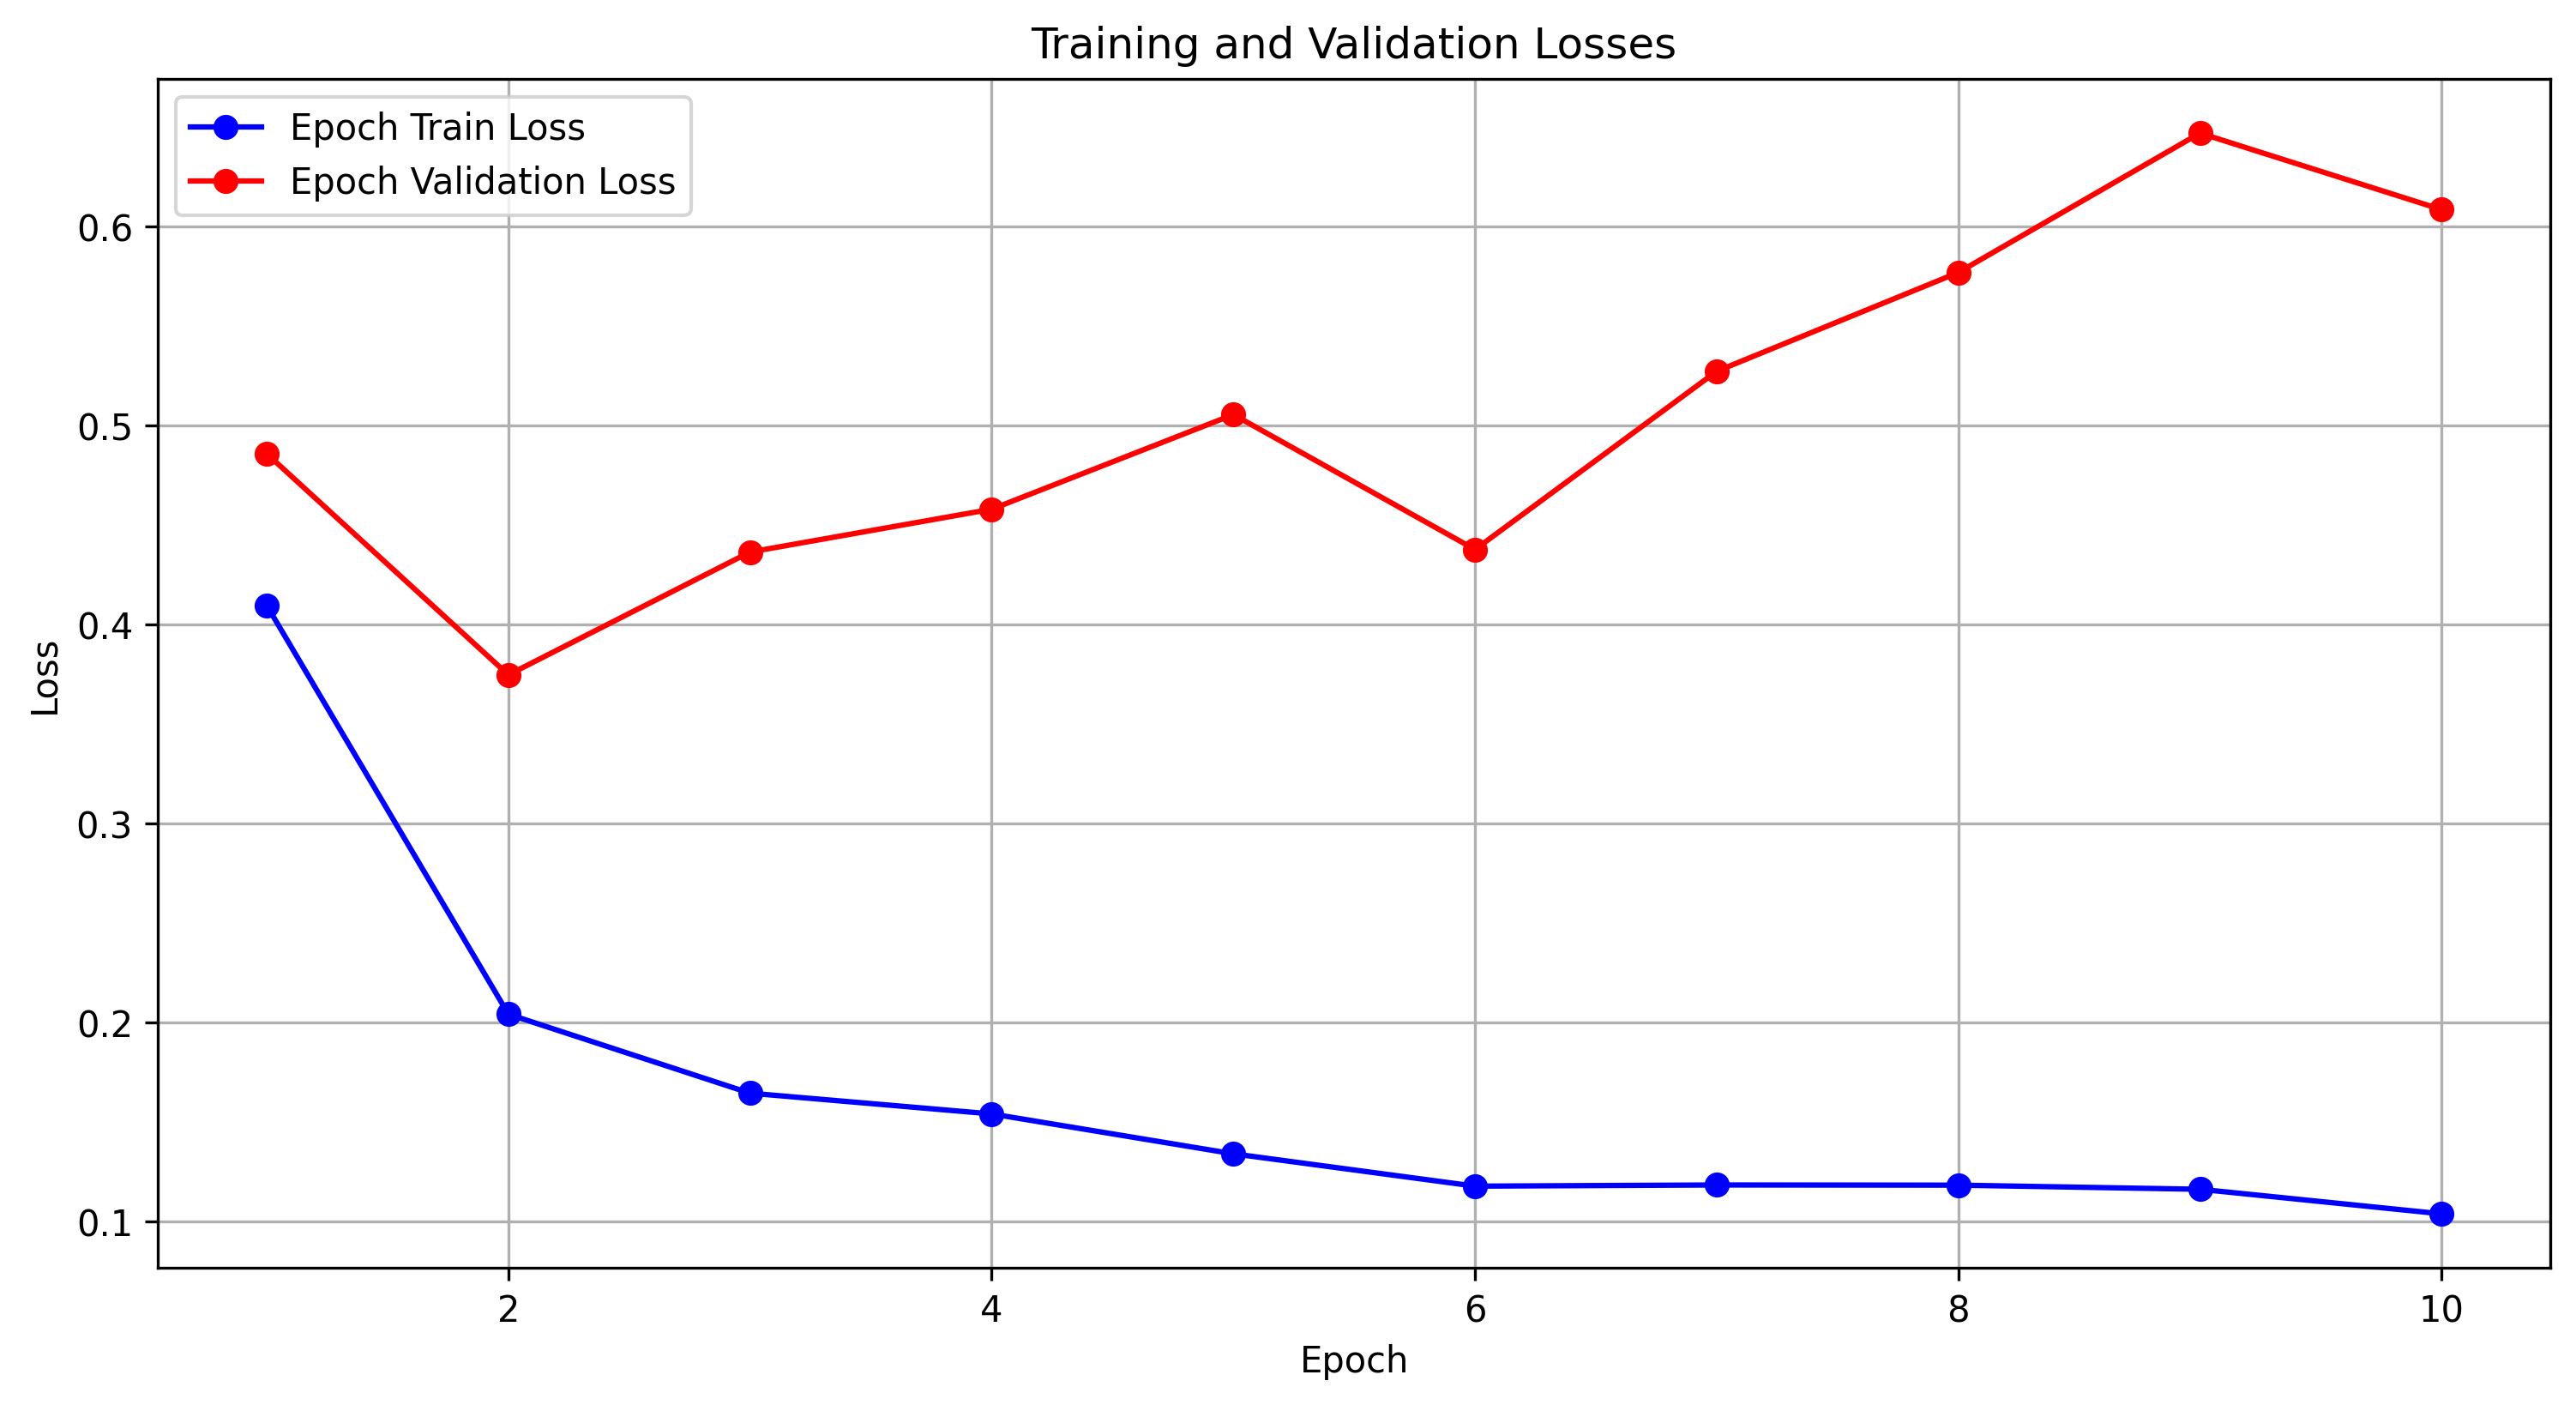 Training and Validation Losses
Epoch Train Loss
Epoch Validation Loss
0.6
0.5
0.4
0.3
0.2
0.1
Loss
2 4 6 8 10
Epoch